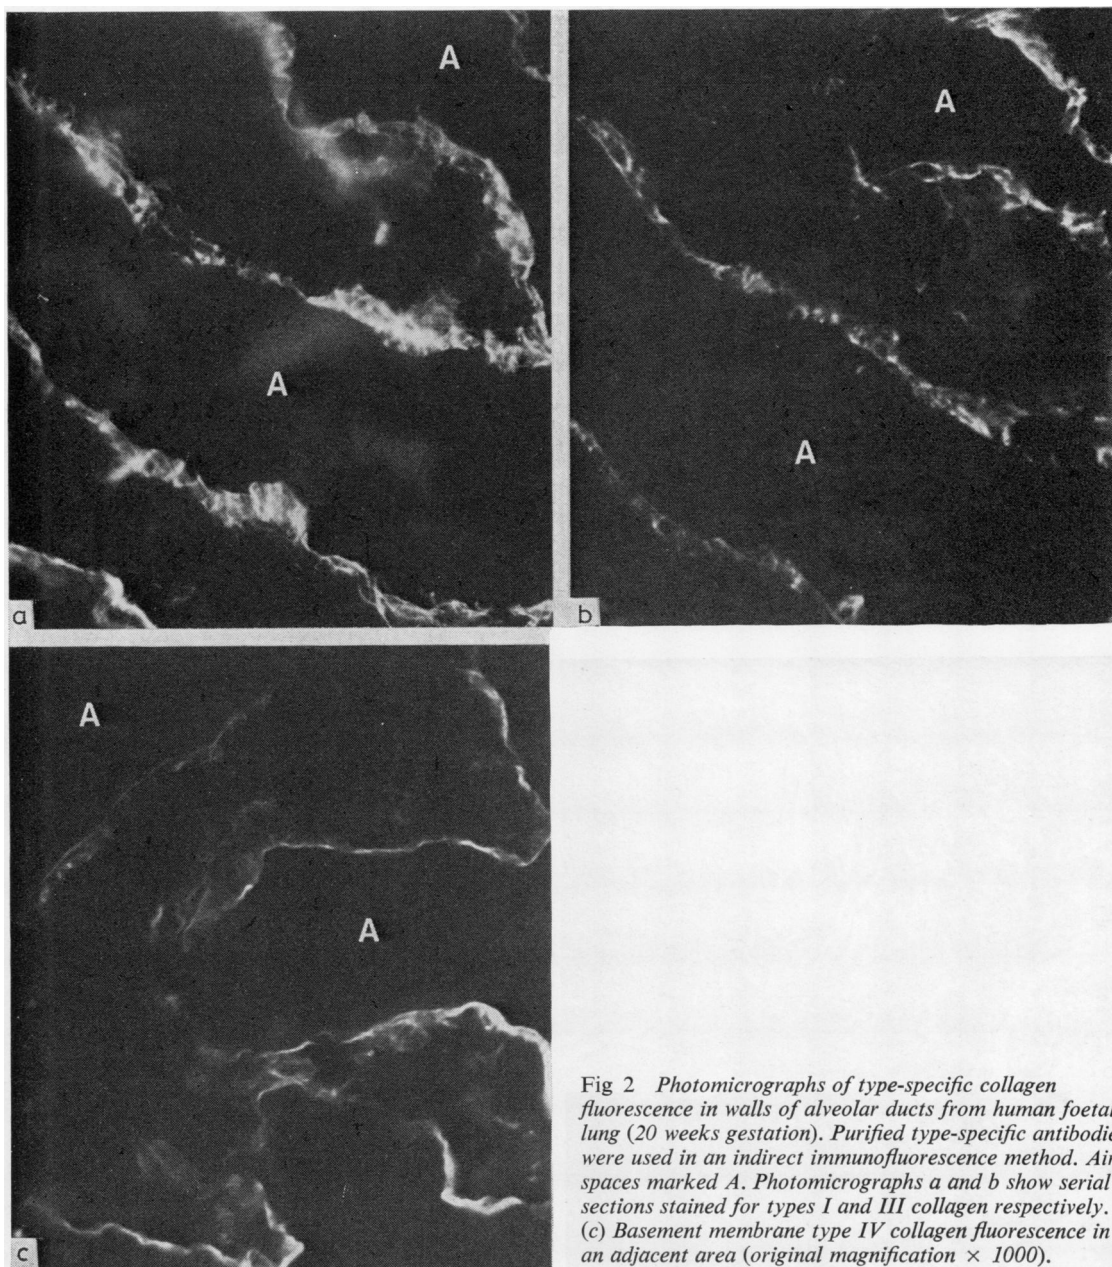 A
A
a
A
A
b
A
A
c
Fig 2 Photomicrographs of type-specific collagen
fluorescence in walls of alveolar ducts from human foetal
lung (20 weeks gestation). Purified type-specific antibodie
were used in an indirect immunofluorescence method. Air
spaces marked A. Photomicrographs a and b show serial
sections stained for types I and III collagen respectively.
(c) Basement membrane type IV collagen fluorescence in
an adjacent area (original magnification × 1000).